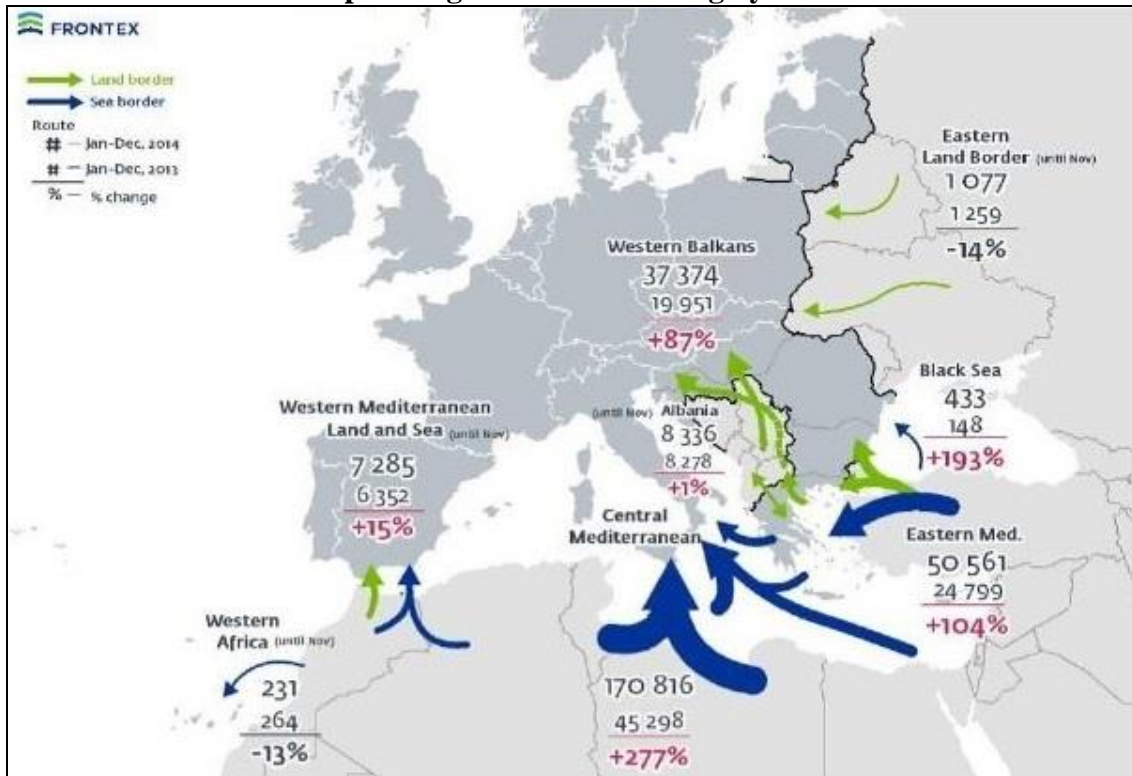 FRONTEX
Land border
Sea border
Route
# – Jan-Dec, 2014
# – Jan-Dec, 2013
% – % change
Eastern
Land Border (until Nov)
1 077
1 259
-14%
Western Balkans
37 374
19 951
+87%
Black Sea
433
148
+193%
Western Mediterranean
Land and Sea (until Nov)
7 285
6 352
+15%
(until Nov) Albania
8 336
8 278
+1%
Central
Mediterranean
Eastern Med.
50 561
24 799
+104%
Western
Africa (until Nov)
231
264
-13%
170 816
45 298
+277%